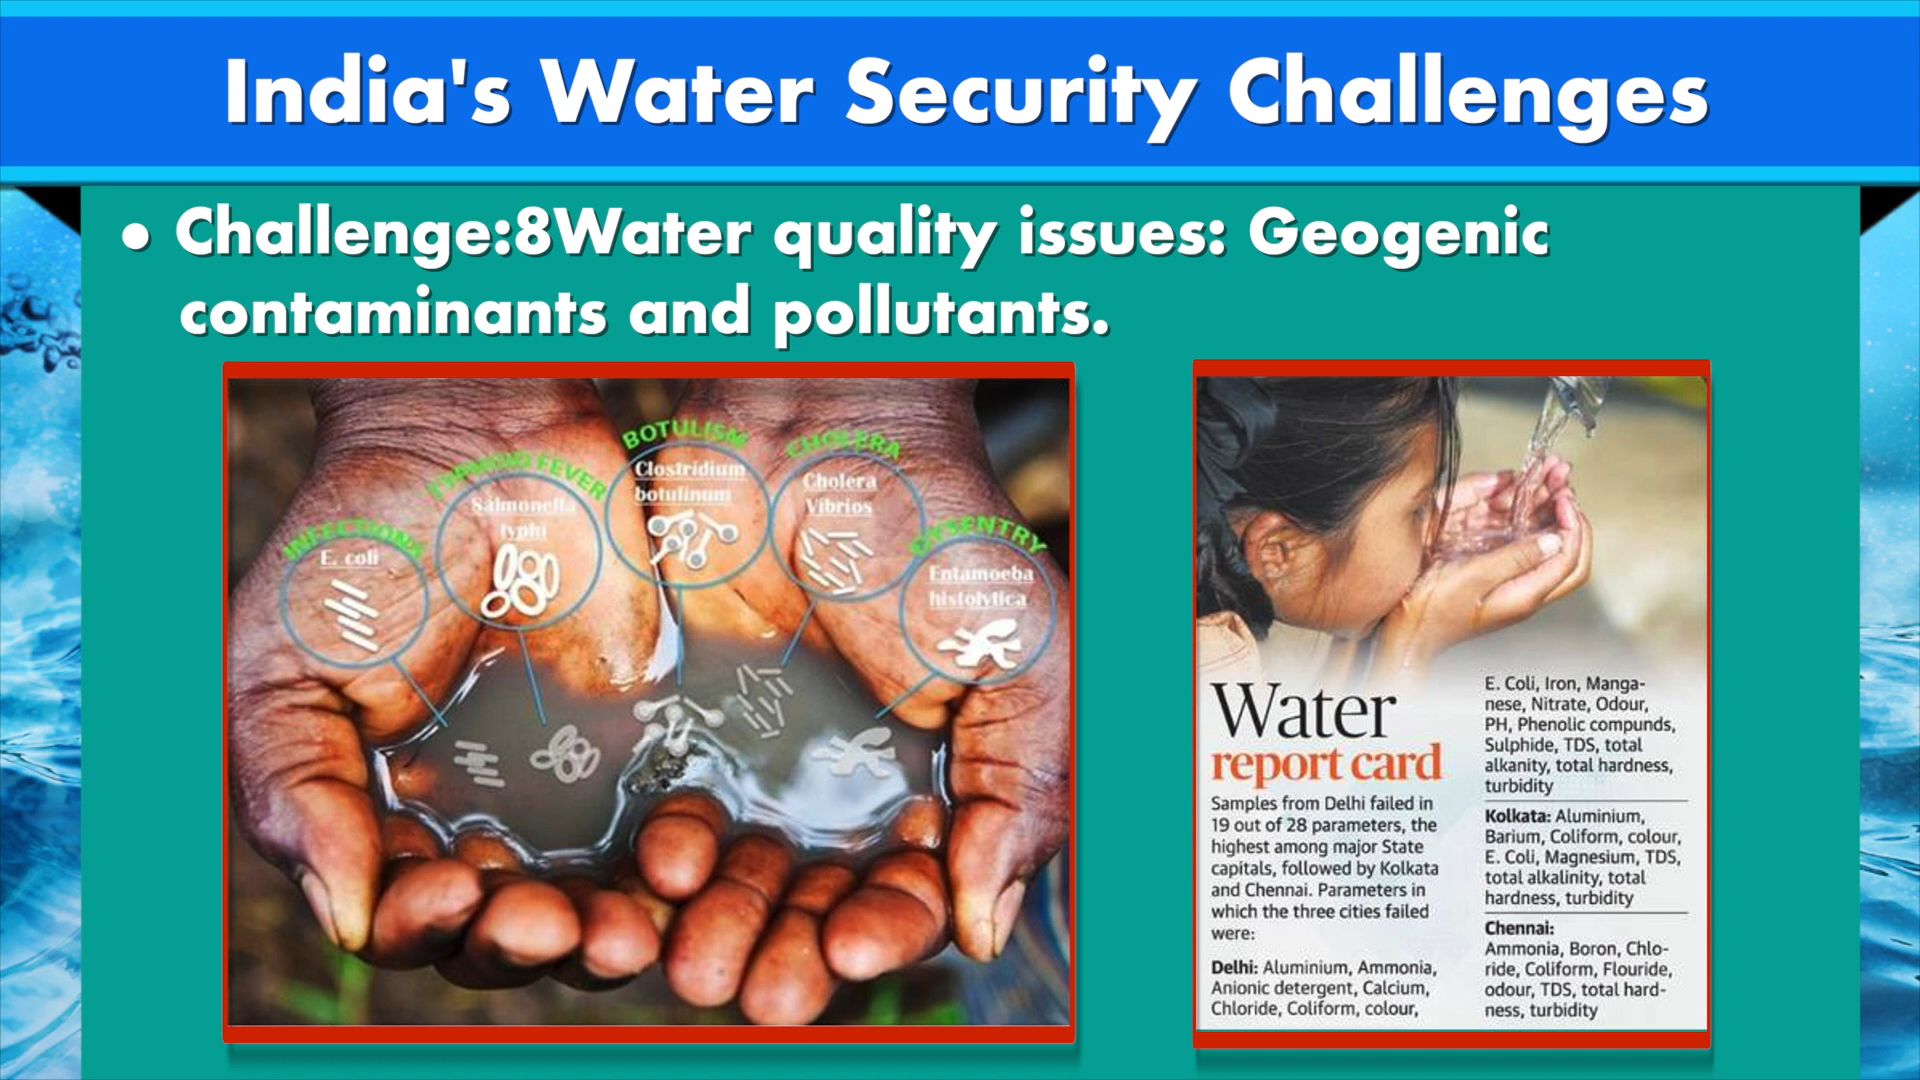 India's Water Security Challenges
• Challenge:8Water quality issues: Geogenic
contaminants and pollutants.
INFECTIONS
E. coli
TYPHOID FEVER
Salmonella
typhi
BOTULISM
Clostridium
botulinum
CHOLERA
Cholera
Vibrios
DYSENTRY
Entamoeba
histolytica
Water
report card
Samples from Delhi failed in
19 out of 28 parameters, the
highest among major State
capitals, followed by Kolkata
and Chennai. Parameters in
which the three cities failed
were:
Delhi: Aluminium, Ammonia,
Anionic detergent, Calcium,
Chloride, Coliform, colour,
E. Coli, Iron, Manga-
nese, Nitrate, Odour,
PH, Phenolic compunds,
Sulphide, TDS, total
alkanity, total hardness,
turbidity
Kolkata: Aluminium,
Barium, Coliform, colour,
E. Coli, Magnesium, TDS,
total alkalinity, total
hardness, turbidity
Chennai:
Ammonia, Boron, Chlo-
ride, Coliform, Flouride,
odour, TDS, total hard-
ness, turbidity